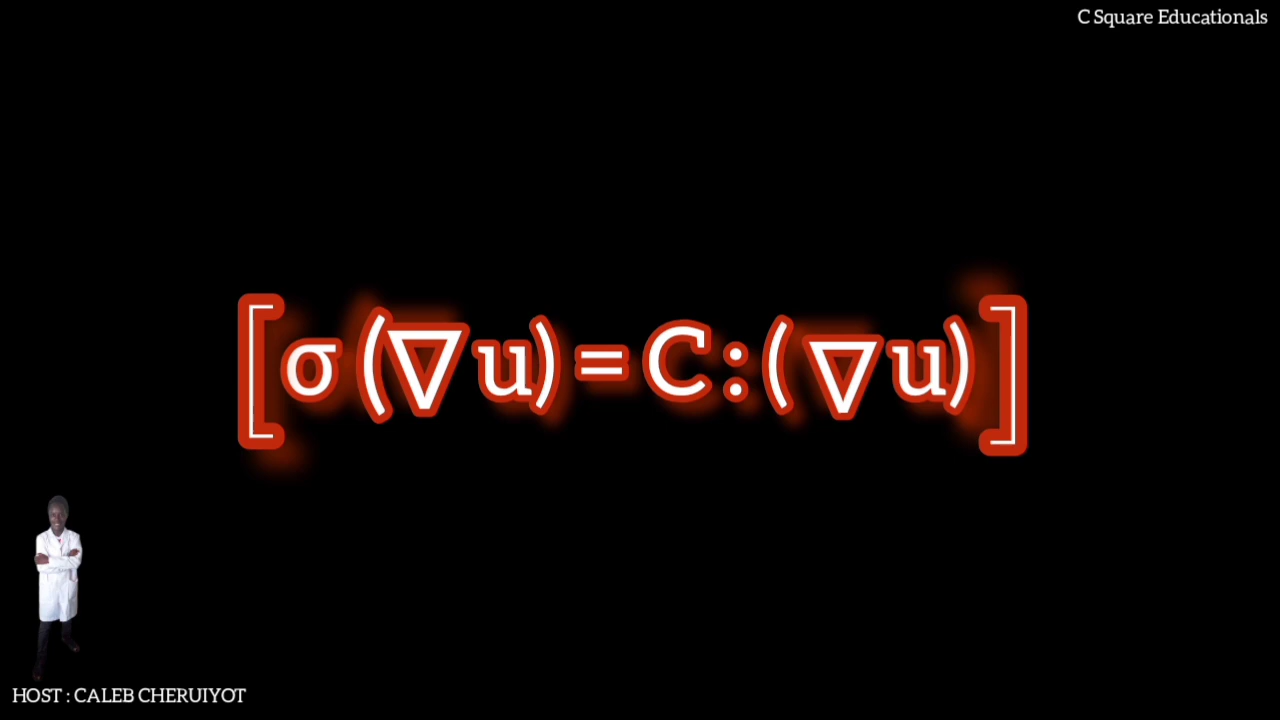 C Square Educationals
[σ(∇u)=C:(∇u)]
HOST : CALEB CHERUIYOT